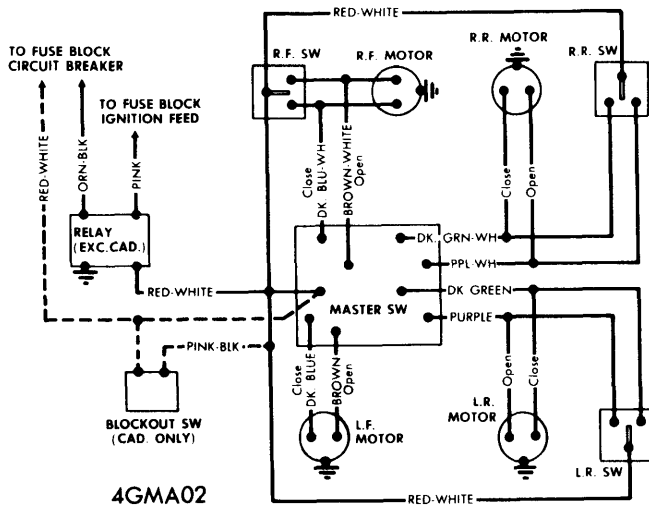 RED-WHITE
TO FUSE BLOCK
CIRCUIT BREAKER
R.F. SW
R.F. MOTOR
R.R. MOTOR
R.R. SW
TO FUSE BLOCK
IGNITION FEED
RED-WHITE
ORN-BLK
PINK
Close
DK. BLU-WH
BROWN-WHITE
Open
Close
Open
RELAY
(EXC.CAD.)
DK. GRN-WH
PPL-WH
RED-WHITE
MASTER SW
DK GREEN
PURPLE
PINK-BLK
Close
DK. BLUE
BROWN
Open
Open
Close
BLOCKOUT SW
(CAD. ONLY)
L.F.
MOTOR
L.R.
MOTOR
L.R. SW
4GMA02
RED-WHITE